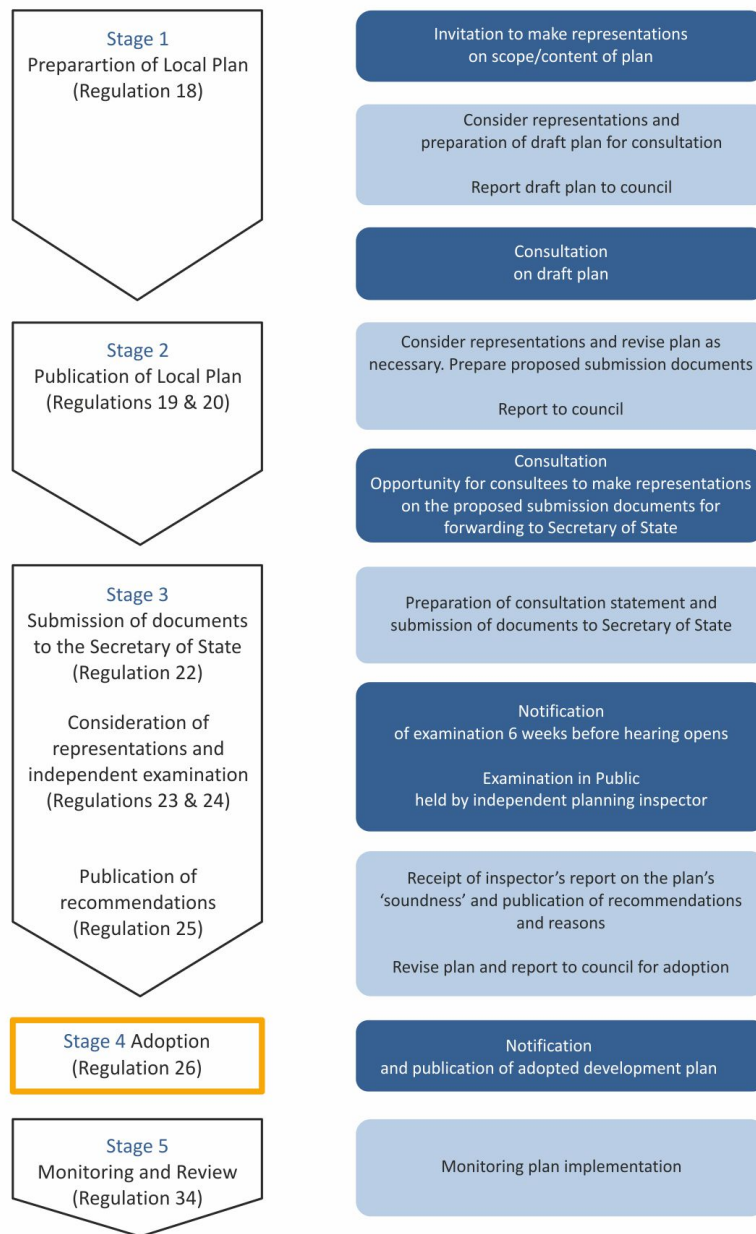 Stage 1
Preparartion of Local Plan
(Regulation 18)
Invitation to make representations
on scope/content of plan
Consider representations and
preparation of draft plan for consultation
Report draft plan to council
Consultation
on draft plan
Stage 2
Publication of Local Plan
(Regulations 19 & 20)
Consider representations and revise plan as
necessary. Prepare proposed submission documents
Report to council
Consultation
Opportunity for consultees to make representations
on the proposed submission documents for
forwarding to Secretary of State
Stage 3
Submission of documents
to the Secretary of State
(Regulation 22)
Consideration of
representations and
independent examination
(Regulations 23 & 24)
Publication of
recommendations
(Regulation 25)
Preparation of consultation statement and
submission of documents to Secretary of State
Notification
of examination 6 weeks before hearing opens
Examination in Public
held by independent planning inspector
Receipt of inspector’s report on the plan’s
‘soundness’ and publication of recommendations
and reasons
Revise plan and report to council for adoption
Stage 4 Adoption
(Regulation 26)
Notification
and publication of adopted development plan
Stage 5
Monitoring and Review
(Regulation 34)
Monitoring plan implementation